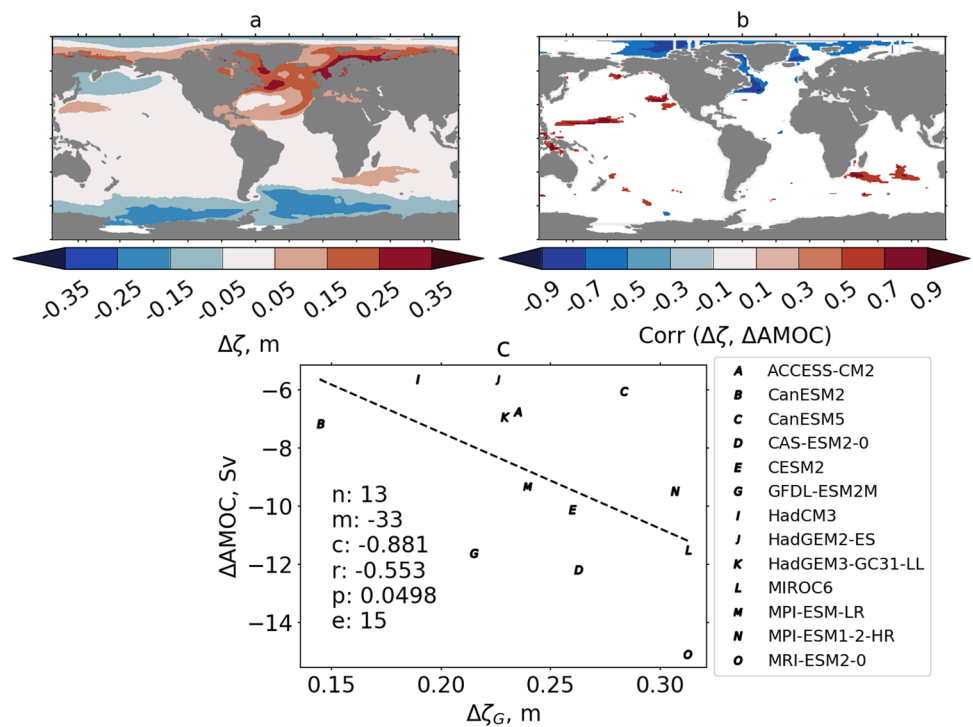 a
b
-0.35 -0.25 -0.15 -0.05 0.05 0.15 0.25 0.35
Δζ, m
-0.9 -0.7 -0.5 -0.3 -0.1 0.1 0.3 0.5 0.7 0.9
Corr (Δζ, ΔAMOC)
c
−6
−8
−10
−12
−14
ΔAMOC, Sv
I
J
C
B
K
A
M
N
E
G
L
D
O
n: 13
m: -33
c: -0.881
r: -0.553
p: 0.0498
e: 15
0.15 0.20 0.25 0.30
Δζ_G, m
A ACCESS-CM2
B CanESM2
C CanESM5
D CAS-ESM2-0
E CESM2
G GFDL-ESM2M
I HadCM3
J HadGEM2-ES
K HadGEM3-GC31-LL
L MIROC6
M MPI-ESM-LR
N MPI-ESM1-2-HR
O MRI-ESM2-0